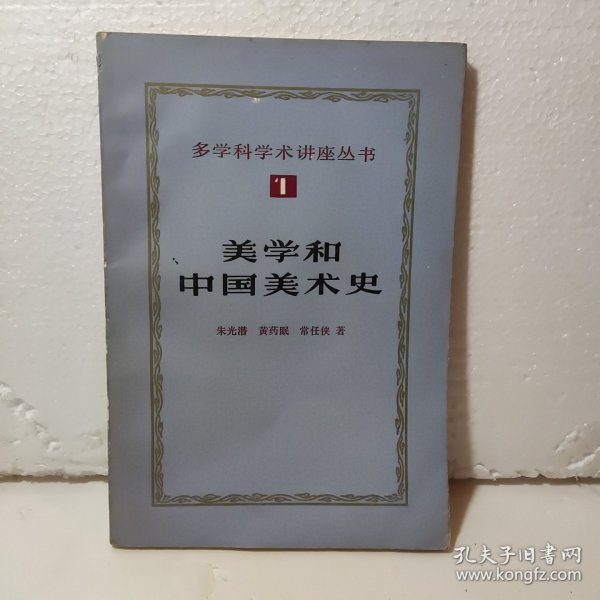 多学科学术讲座丛书
1
美学和
中国美术史
朱光潜 黄药眠 常任侠 著
孔夫子旧书网
www.kongfz.com